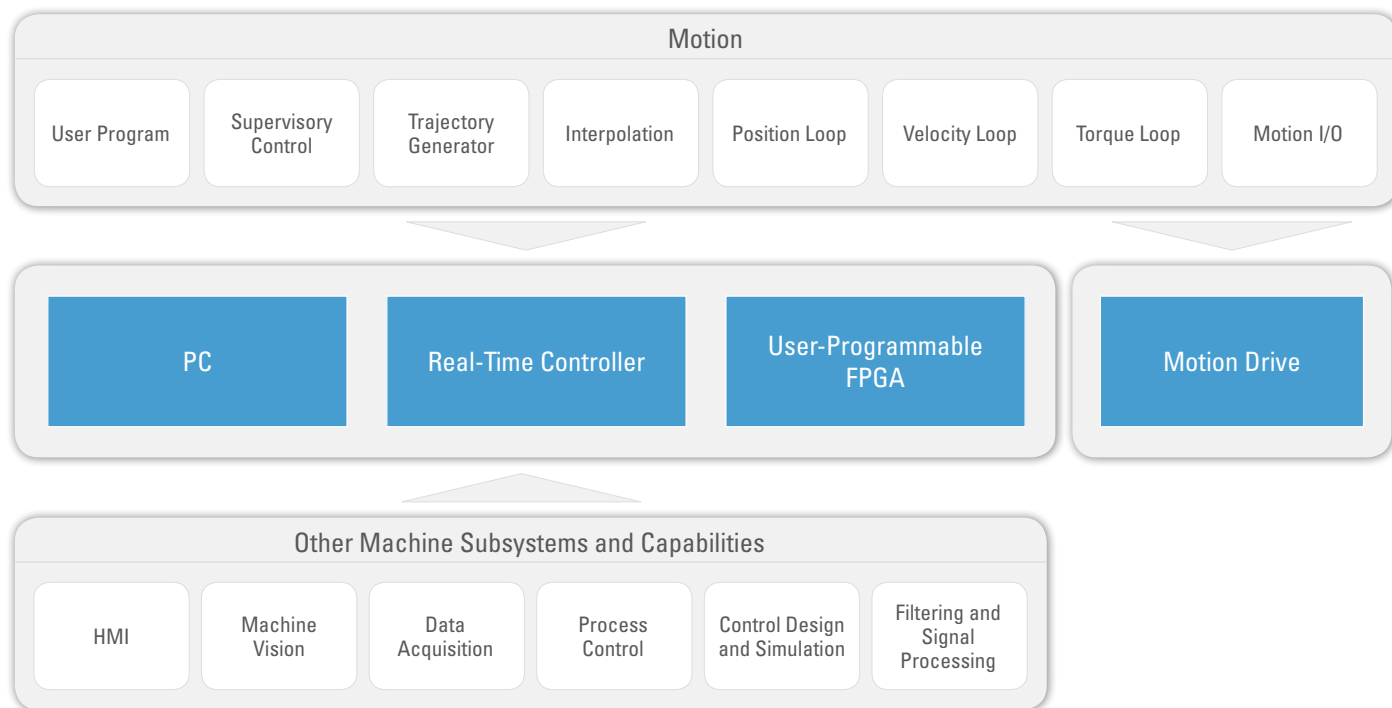 Motion
User Program
Supervisory
Control
Trajectory
Generator
Interpolation
Position Loop
Velocity Loop
Torque Loop
Motion I/O
PC
Real-Time Controller
User-Programmable
FPGA
Motion Drive
Other Machine Subsystems and Capabilities
HMI
Machine
Vision
Data
Acquisition
Process
Control
Control Design
and Simulation
Filtering and
Signal
Processing